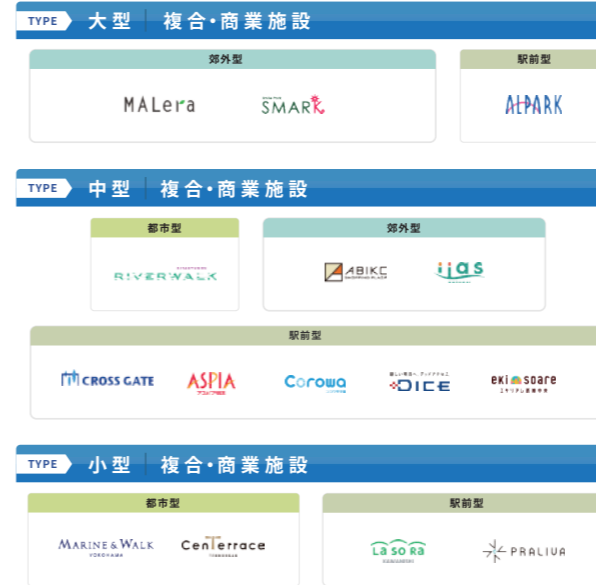 TYPE 大型 複合・商業施設
郊外型 駅前型
MALera SMARK ALPARK
TYPE 中型 複合・商業施設
都市型 郊外型
RIVERWALK ABIKO iias
SHOPPING PLAZA
駅前型
CROSS GATE ASPIA Corowa DICE eki soare
TYPE 小型 複合・商業施設
都市型 駅前型
MARINE & WALK CenTerrace La SO Ra PRALIVA
YOKOHAMA